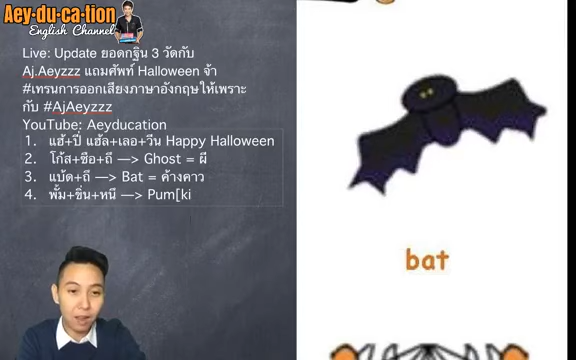 Aey-du-ca-tion
English Channel
Live: Update ยอดกฐิน 3 วัดกับ
Aj.Aeyzzz แถมศัพท์ Halloween จ้า
#เทรนการออกเสียงภาษาอังกฤษให้เพราะ
กับ #AjAeyzzz
YouTube: Aeyducation
1. แฮ้+ปี่ แฮ้ล+เลอ+วีน Happy Halloween
2. โก้ส+ซึอ+ถึ —> Ghost = ผี
3. แบ้ด+ถึ —> Bat = ค้างคาว
4. พั้ม+ขิ่น+หนึ —> Pum[ki
bat